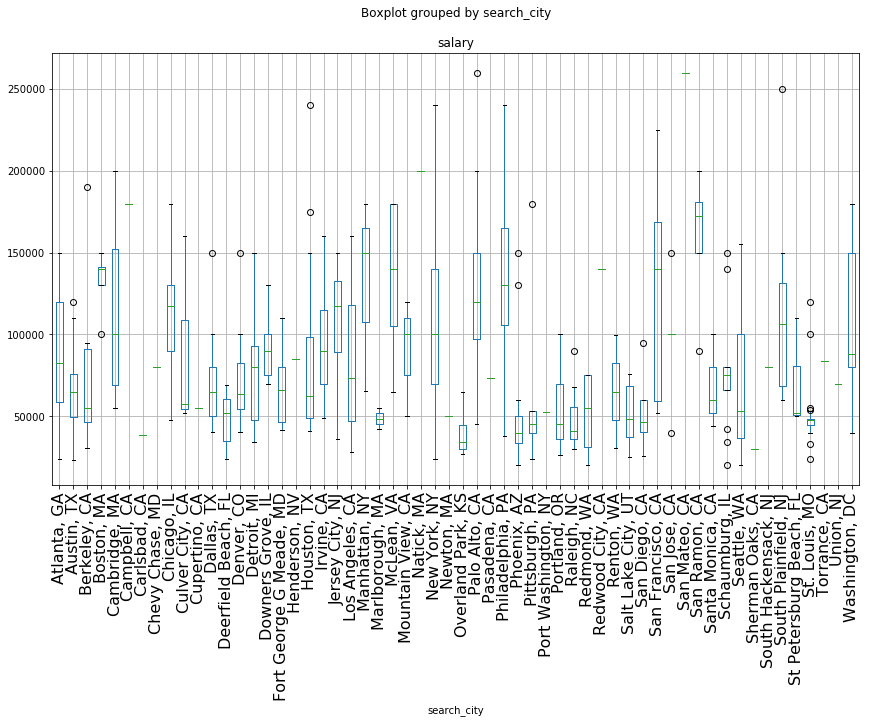 Boxplot grouped by search_city
salary
250000
200000
150000
100000
50000
Atlanta, GA
Austin, TX
Berkeley, CA
Boston, MA
Cambridge, MA
Campbell, CA
Carlsbad, CA
Chevy Chase, MD
Chicago, IL
Culver City, CA
Cupertino, CA
Dallas, TX
Deerfield Beach, FL
Denver, CO
Detroit, MI
Downers Grove, IL
Fort George G Meade, MD
Henderson, NV
Houston, TX
Irvine, CA
Jersey City, NJ
Los Angeles, CA
Manhattan, NY
Marlborough, MA
McLean, VA
Mountain View, CA
Natick, MA
New York, NY
Newton, MA
Overland Park, KS
Palo Alto, CA
Pasadena, CA
Philadelphia, PA
Phoenix, AZ
Pittsburgh, PA
Port Washington, NY
Portland, OR
Raleigh, NC
Redmond, WA
Redwood City, CA
Renton, WA
Salt Lake City, UT
San Diego, CA
San Francisco, CA
San Jose, CA
San Mateo, CA
San Ramon, CA
Santa Monica, CA
Schaumburg, IL
Seattle, WA
Sherman Oaks, CA
South Hackensack, NJ
South Plainfield, NJ
St Petersburg Beach, FL
St. Louis, MO
Torrance, CA
Union, NJ
Washington, DC
search_city